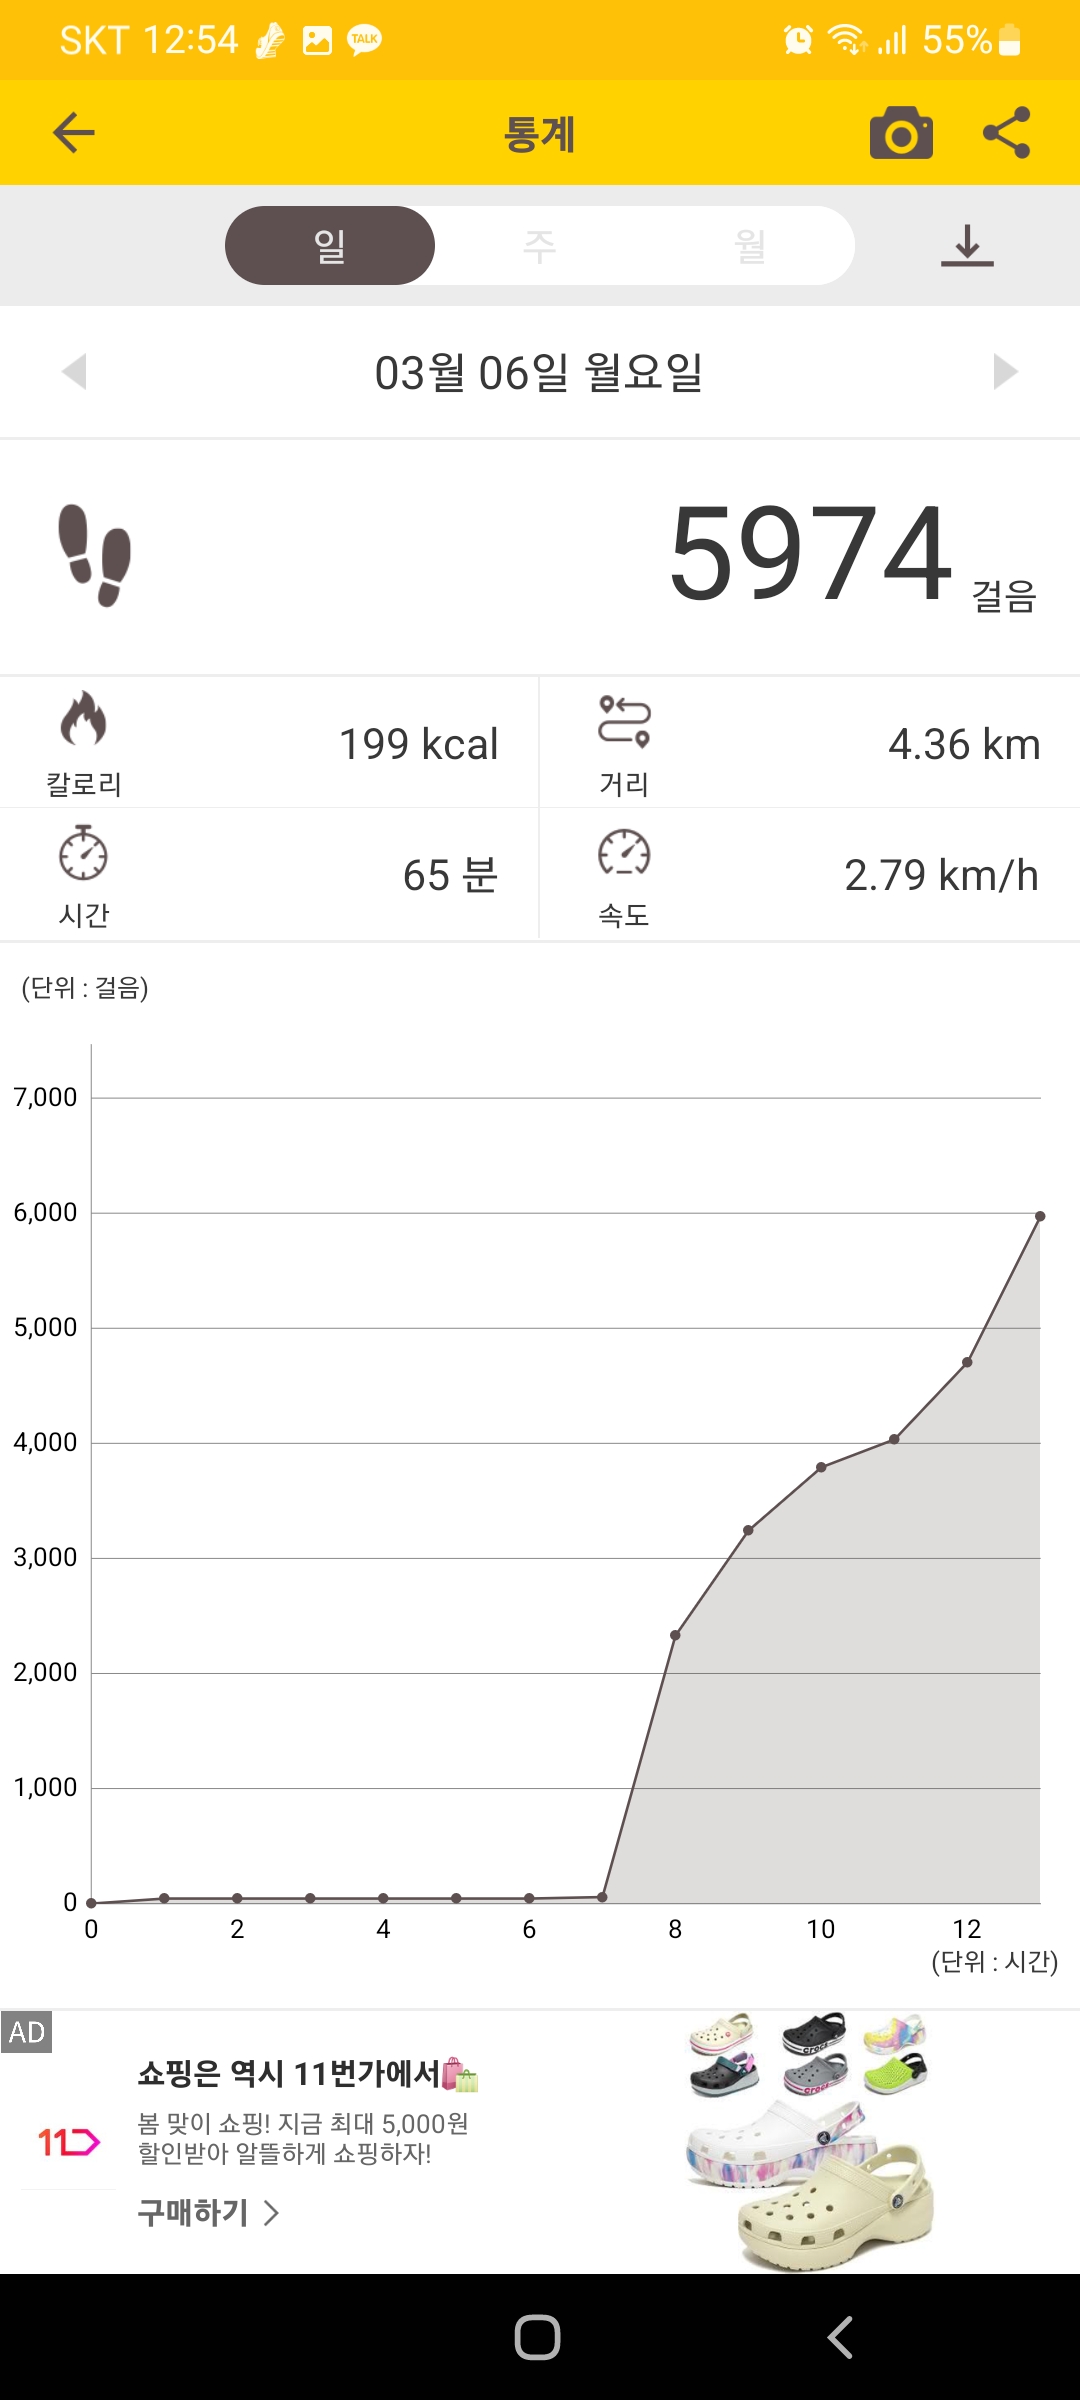 SKT 12:54 TALK 55%
통계
일 주 월
03월 06일 월요일
5974 걸음
199 kcal
칼로리
4.36 km
거리
65 분
시간
2.79 km/h
속도
(단위 : 걸음)
7,000
6,000
5,000
4,000
3,000
2,000
1,000
0
0 2 4 6 8 10 12
(단위 : 시간)
AD
쇼핑은 역시 11번가에서
11
봄 맞이 쇼핑! 지금 최대 5,000원
할인받아 알뜰하게 쇼핑하자!
구매하기
crocs
crocs